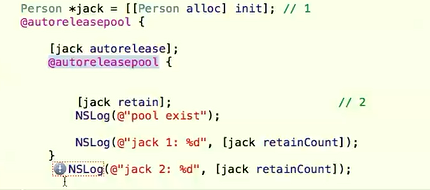 Person *jack = [[Person alloc] init]; // 1
@autoreleasepool {
[jack autorelease];
@autoreleasepool {
[jack retain]; // 2
NSLog(@"pool exist");
NSLog(@"jack 1: %d", [jack retainCount]);
}
NSLog(@"jack 2: %d", [jack retainCount]);